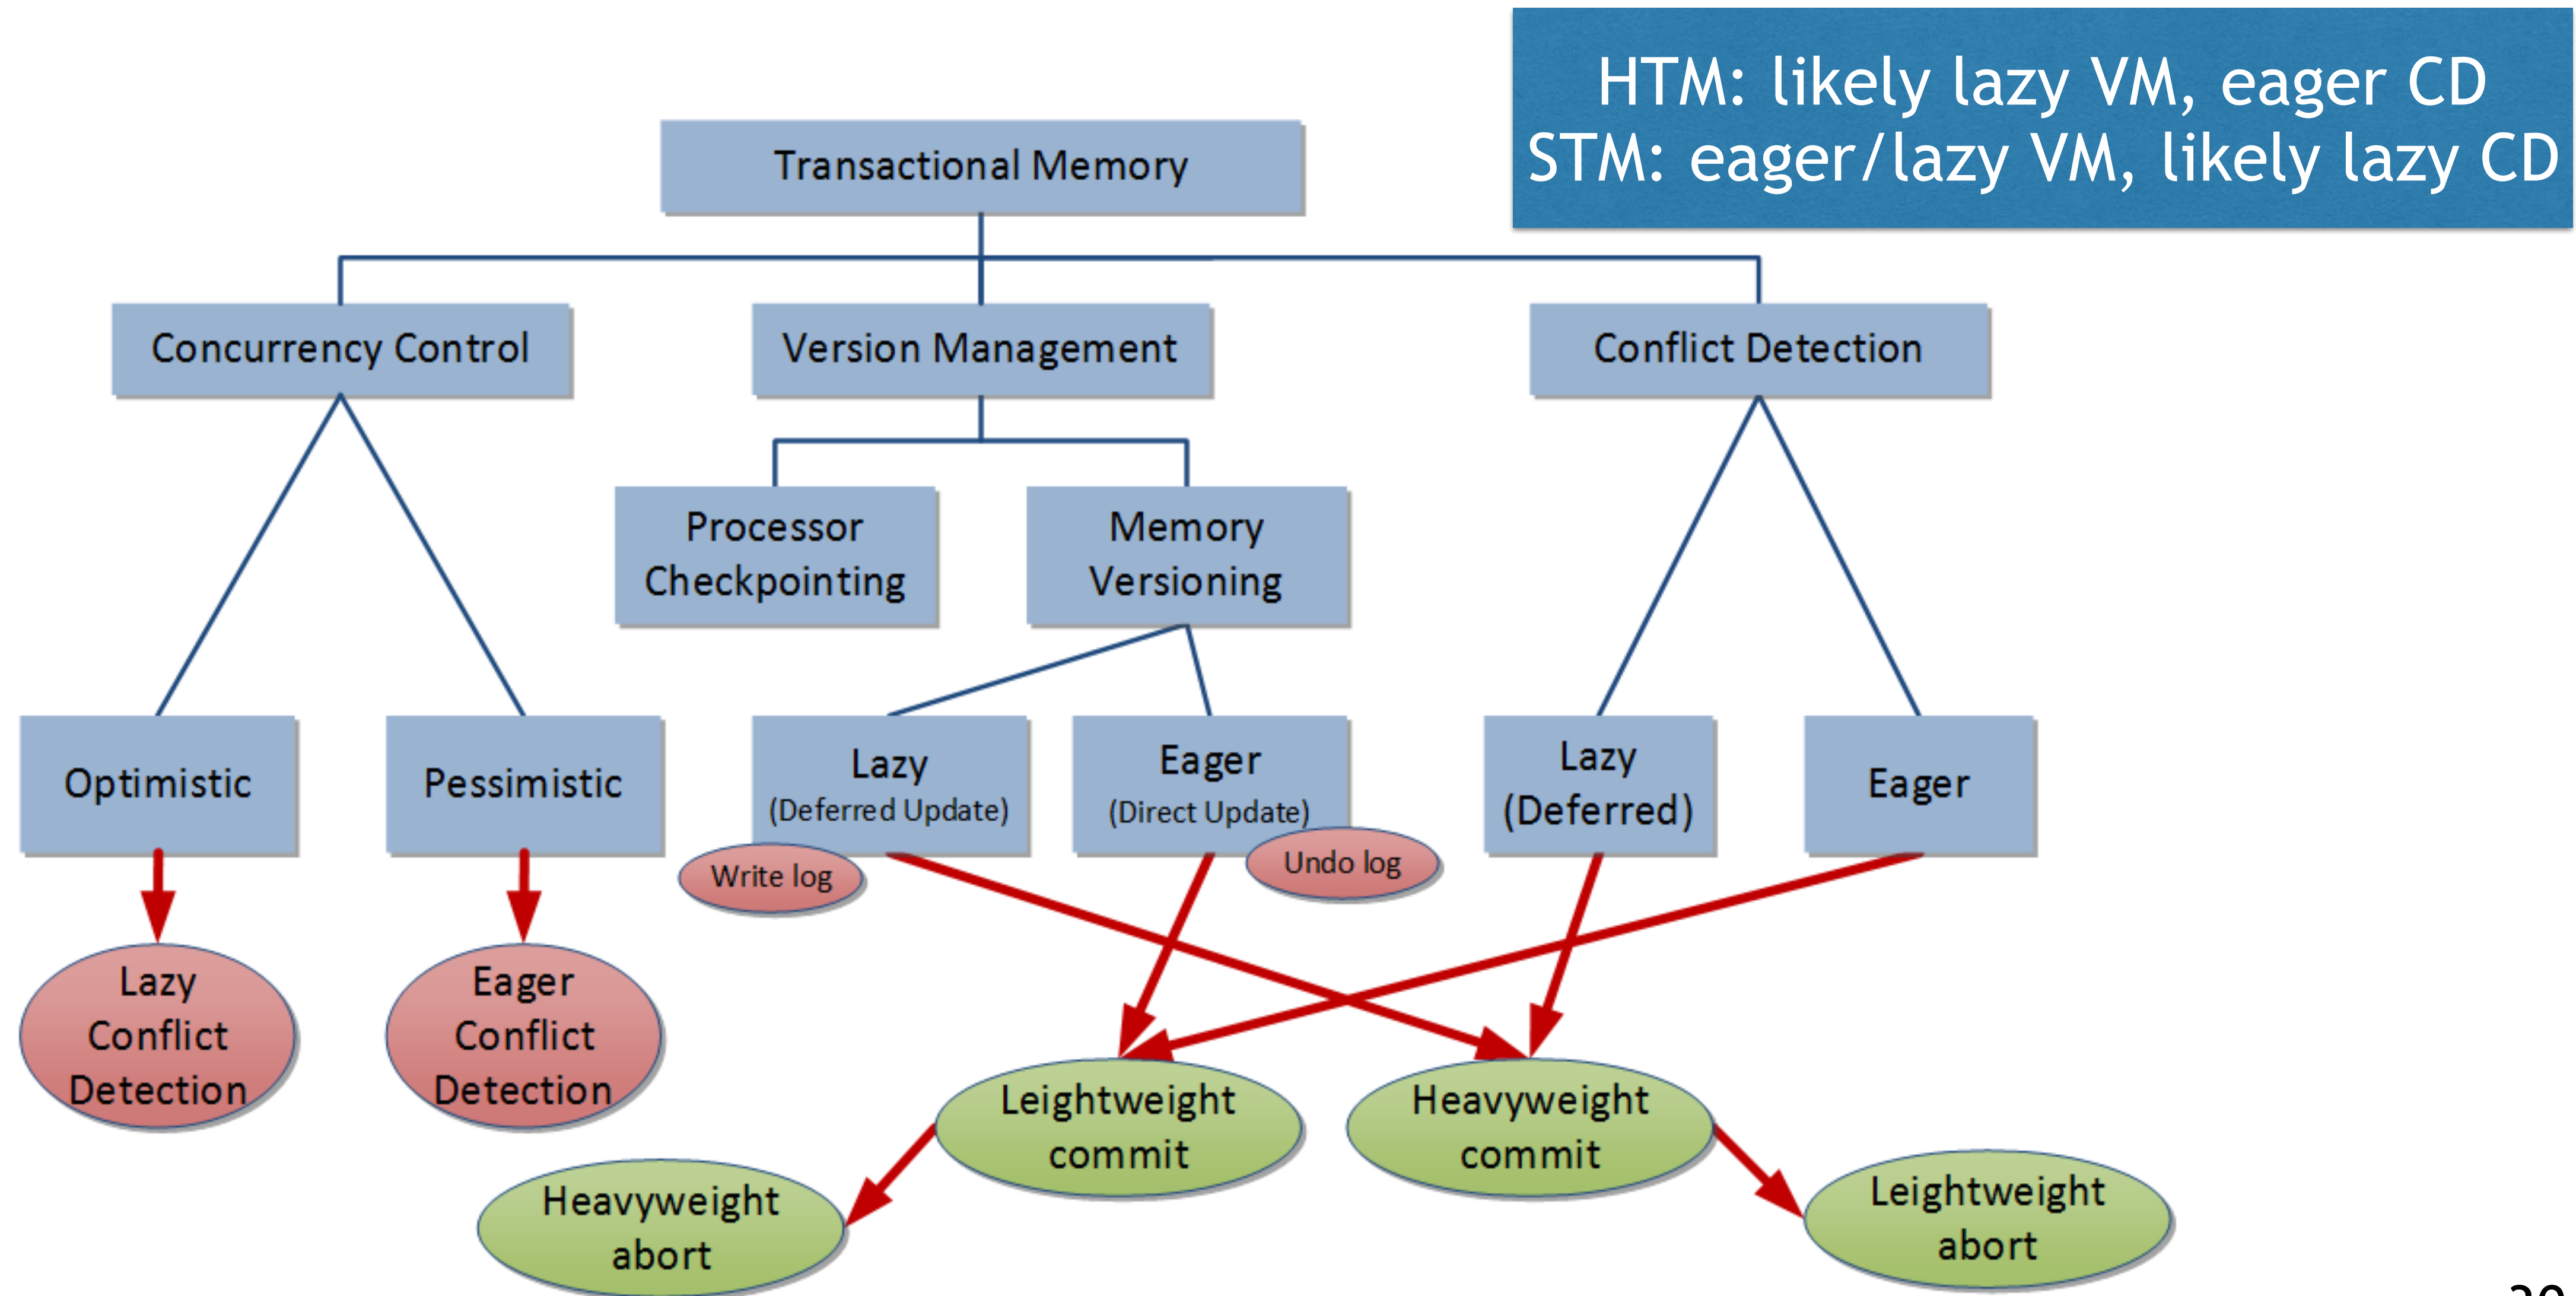 HTM: likely lazy VM, eager CD
STM: eager/lazy VM, likely lazy CD
Transactional Memory
Concurrency Control
Version Management
Conflict Detection
Processor
Checkpointing
Memory
Versioning
Optimistic
Pessimistic
Lazy
(Deferred Update)
Eager
(Direct Update)
Lazy
(Deferred)
Eager
Write log
Undo log
Lazy
Conflict
Detection
Eager
Conflict
Detection
Leightweight
commit
Heavyweight
commit
Heavyweight
abort
Leightweight
abort